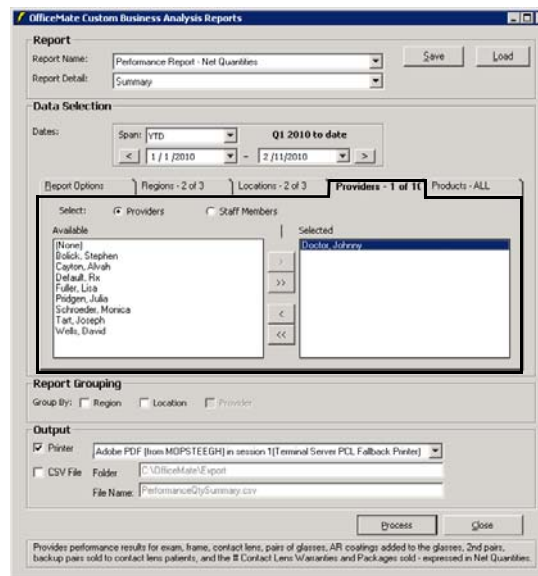 OfficeMate Custom Business Analysis Reports
Report
Report Name: Performance Report - Net Quantities Save Load
Report Detail: Summary
Data Selection
Dates: Span: YTD Q1 2010 to date
< 1 / 1 /2010 - 2 /11/2010 >
Report Options Regions - 2 of 3 Locations - 2 of 3 Providers - 1 of 10 Products - ALL
Select: Providers Staff Members
Available Selected
(None) Doctor, Johnny
Bolick, Stephen
Cayton, Alvah >
Default, Rx
Fuller, Lisa >>
Pridgen, Julia
Schroeder, Monica <
Tart, Joseph
Wells, David <<
Report Grouping
Group By: Region Location Provider
Output
Printer Adobe PDF (from MOPSTEEGH) in session 1(Terminal Server PCL Fallback Printer)
CSV File Folder C:\OfficeMate\Export
File Name: PerformanceQtySummary.csv
Process Close
Provides performance results for exam, frame, contact lens, pairs of glasses, AR coatings added to the glasses, 2nd pairs,
backup pairs sold to contact lens patients, and the # Contact Lens Warranties and Packages sold - expressed in Net Quantities.